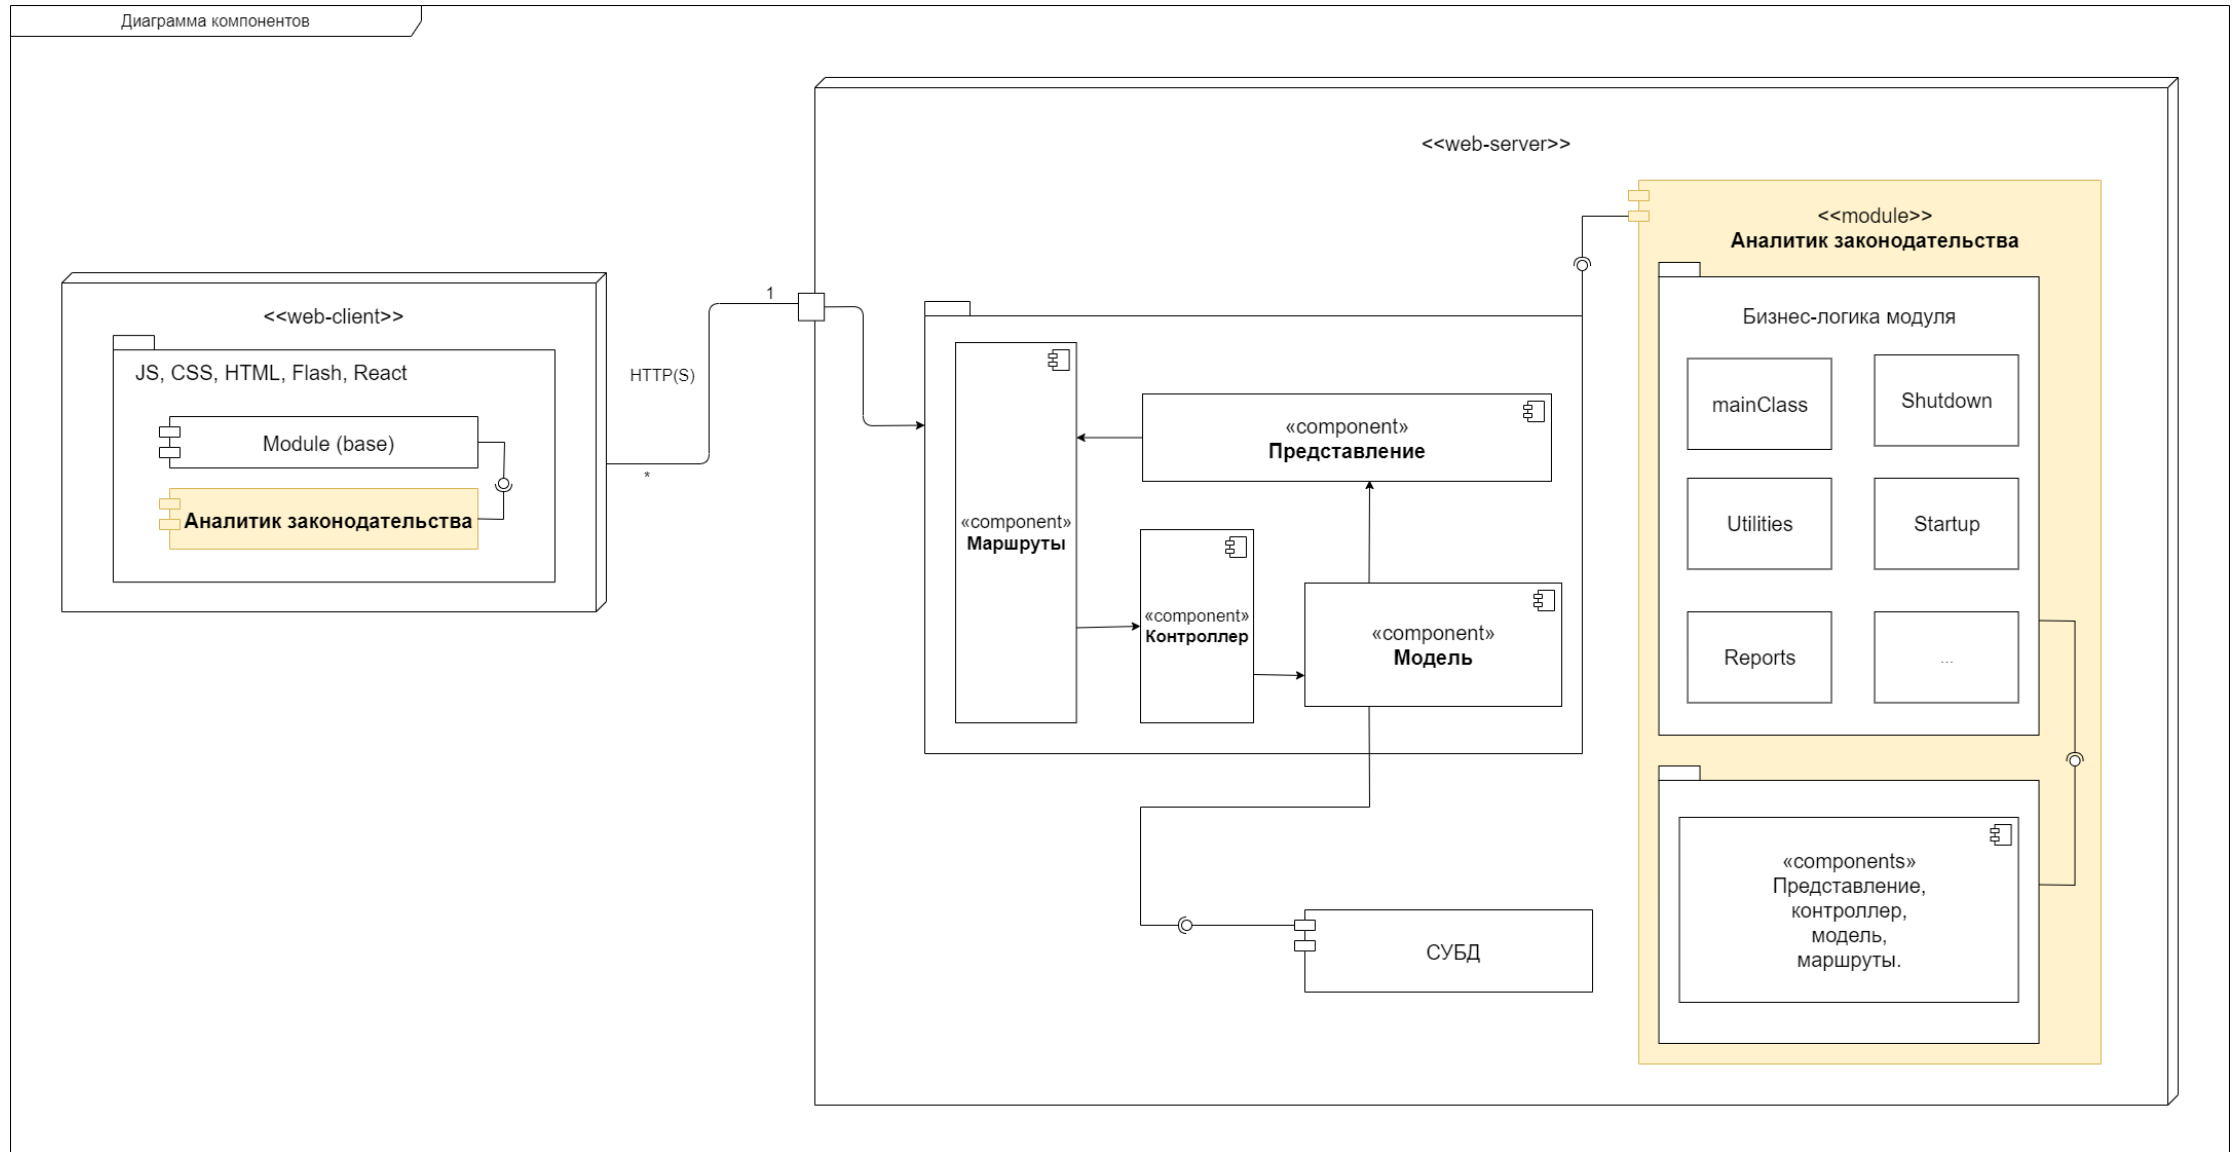 Диаграмма компонентов
<<web-client>>
JS, CSS, HTML, Flash, React
Module (base)
Аналитик законодательства
HTTP(S)
1
*
<<web-server>>
«component»
Маршруты
«component»
Представление
«component»
Контроллер
«component»
Модель
СУБД
<<module>>
Аналитик законодательства
Бизнес-логика модуля
mainClass
Shutdown
Utilities
Startup
Reports
...
«components»
Представление,
контроллер,
модель,
маршруты.